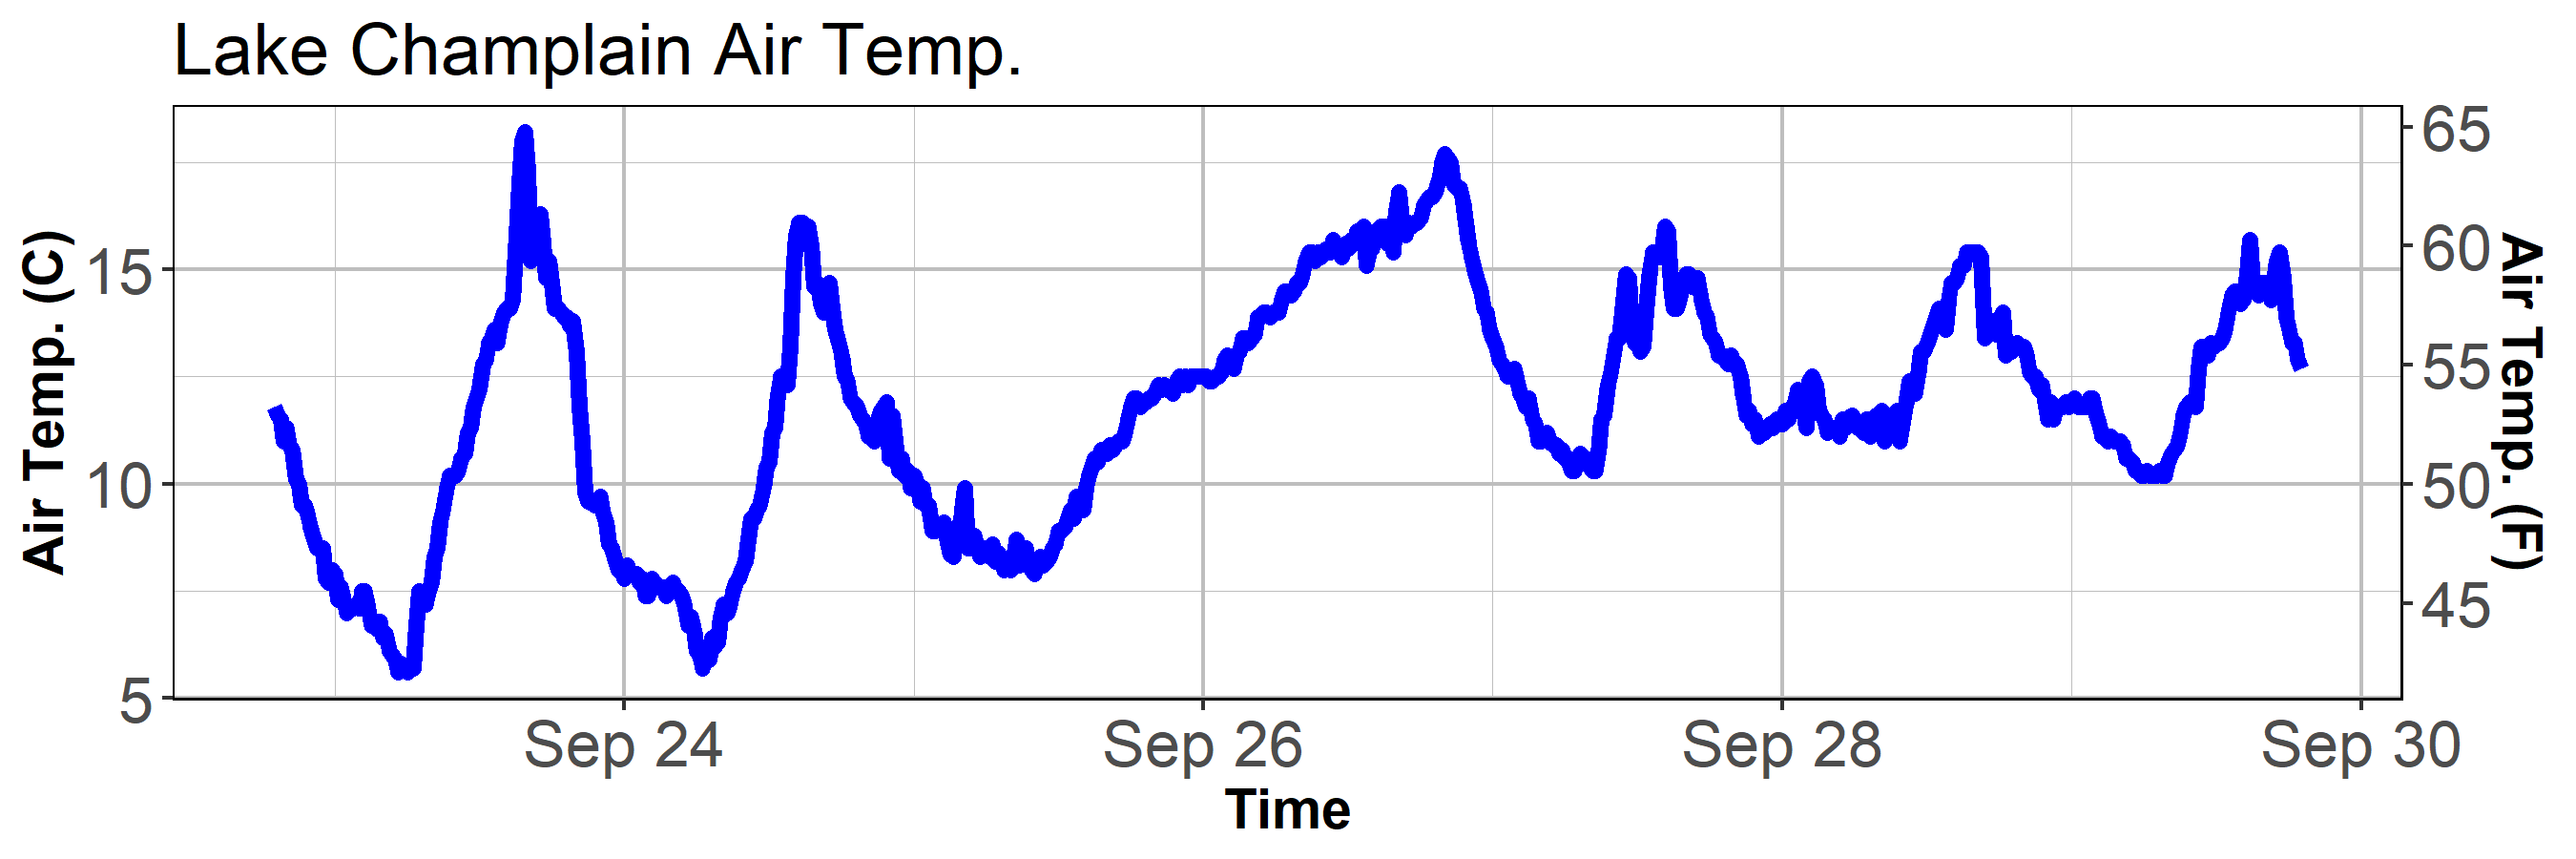 Lake Champlain Air Temp.
Air Temp. (C)
15
10
5
65
60
55
50
45
Air Temp. (F)
Sep 24
Sep 26
Sep 28
Sep 30
Time